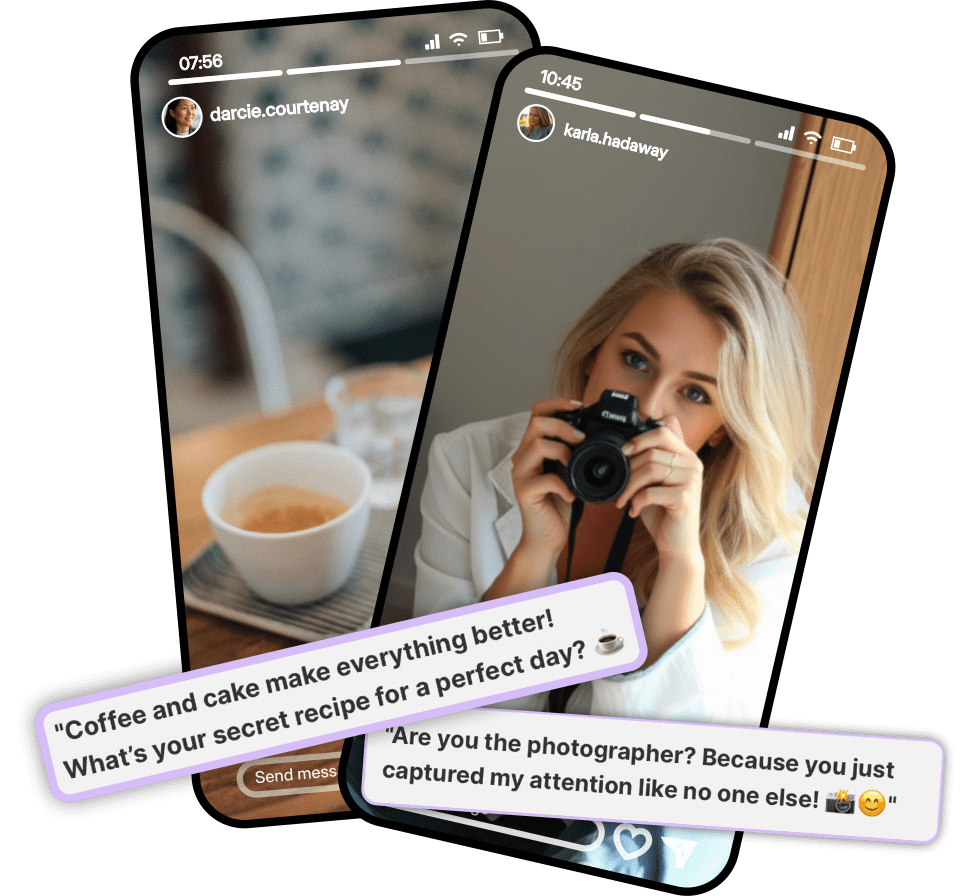 07:56
darcie.courtenay
10:45
karla.hadaway
Canon
"Coffee and cake make everything better!
What's your secret recipe for a perfect day? ☕
Send mess
"Are you the photographer? Because you just
captured my attention like no one else! 📸😊"